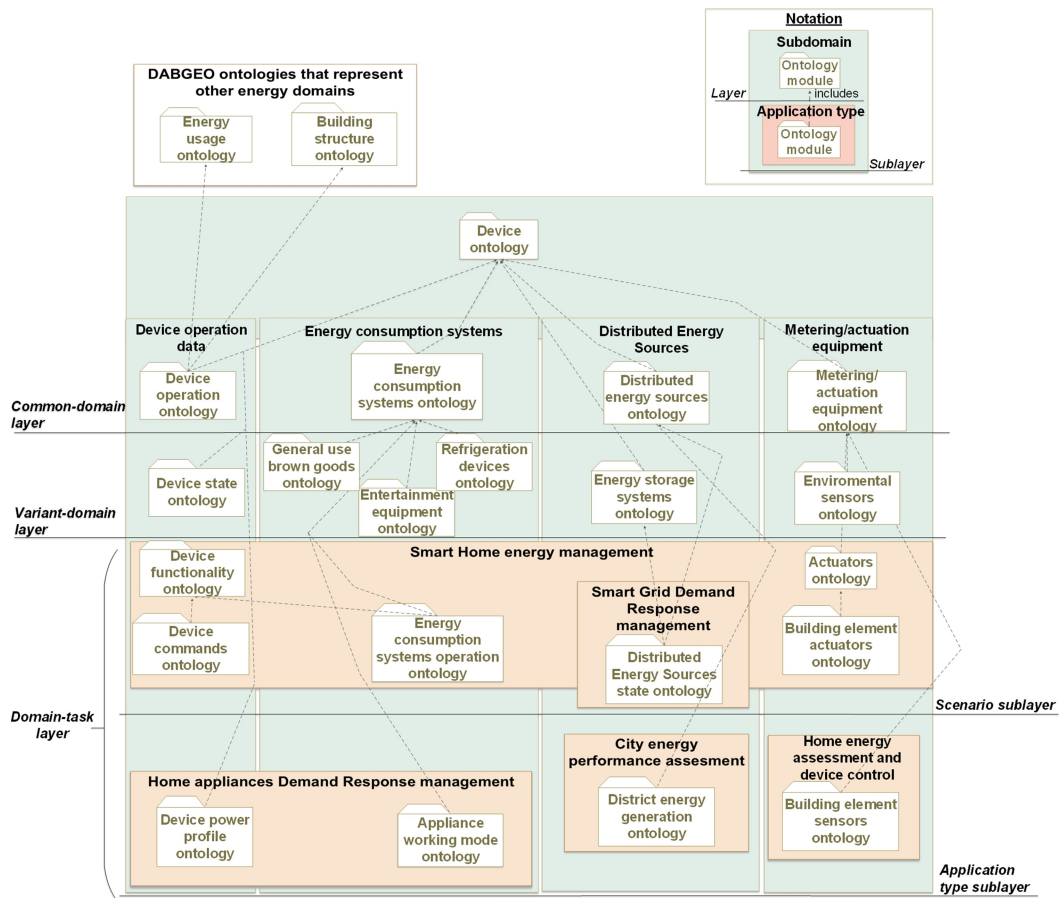 Notation
Subdomain
Ontology
module
Layer
includes
Application type
Ontology
module
Sublayer
DABGEO ontologies that represent
other energy domains
Energy
usage
ontology
Building
structure
ontology
Device
ontology
Device operation
data
Energy consumption systems
Distributed Energy
Sources
Metering/actuation
equipment
Device
operation
ontology
Energy
consumption
systems ontology
Distributed
energy sources
ontology
Metering/
actuation
equipment
ontology
Common-domain
layer
Device state
ontology
General use
brown goods
ontology
Entertainment
equipment
ontology
Refrigeration
devices
ontology
Energy storage
systems
ontology
Enviromental
sensors
ontology
Variant-domain
layer
Smart Home energy management
Device
functionality
ontology
Device
commands
ontology
Energy
consumption
systems operation
ontology
Smart Grid Demand
Response
management
Distributed
Energy Sources
state ontology
Actuators
ontology
Building element
actuators
ontology
Domain-task
layer
Scenario sublayer
Home appliances Demand Response management
Device power
profile
ontology
Appliance
working mode
ontology
City energy
performance assesment
District energy
generation
ontology
Home energy
assessment and
device control
Building element
sensors
ontology
Application
type sublayer